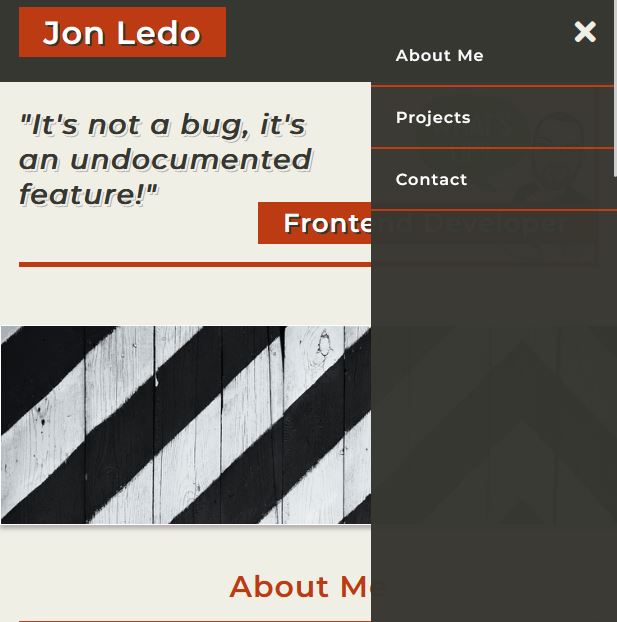 Jon Ledo
About Me
Projects
Contact
"It's not a bug, it's
an undocumented
feature!"
Frontend Developer
About Me